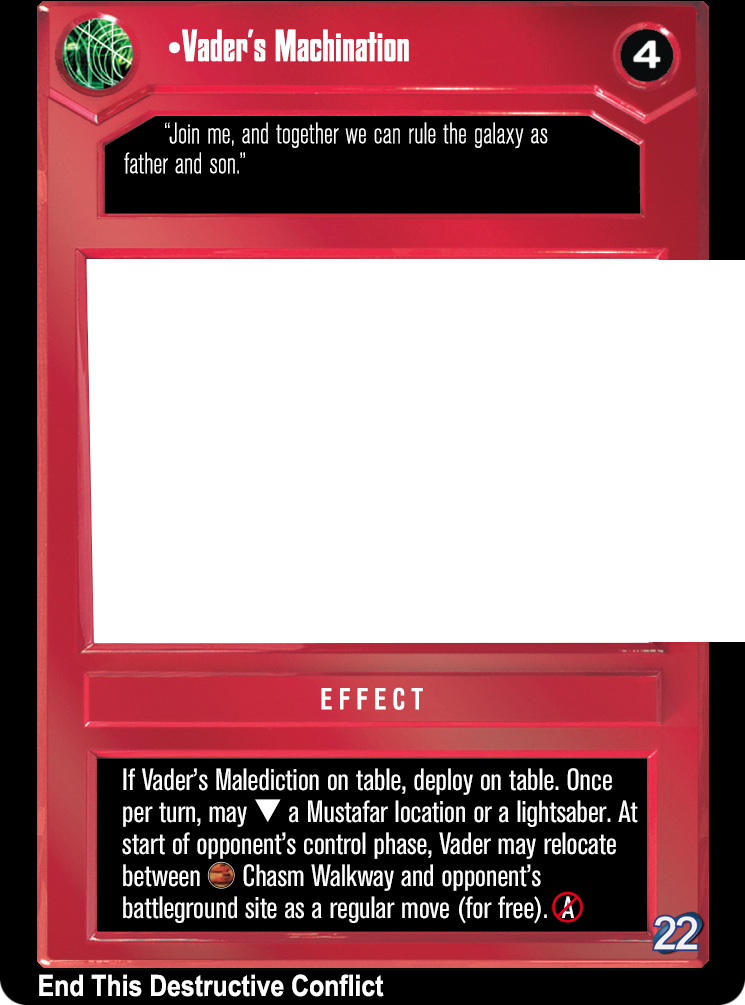 •Vader's Machination
4
“Join me, and together we can rule the galaxy as
father and son.”
EFFECT
If Vader's Malediction on table, deploy on table. Once
per turn, may ▼ a Mustafar location or a lightsaber. At
start of opponent's control phase, Vader may relocate
between Chasm Walkway and opponent's
battleground site as a regular move (for free). A
22
End This Destructive Conflict